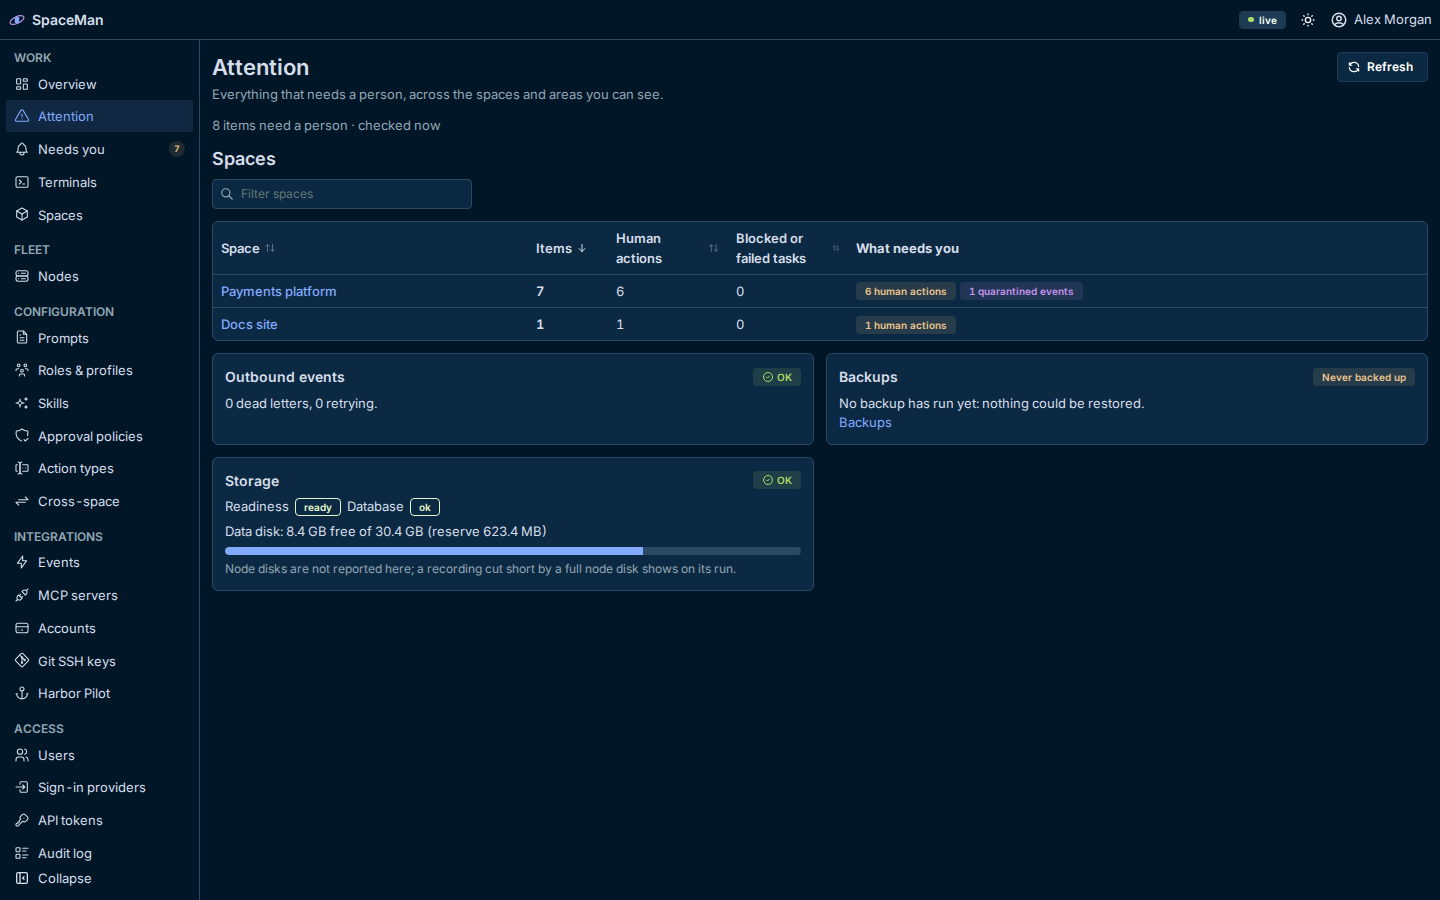 SpaceMan
live
Alex Morgan
WORK
Overview
Attention
Needs you 7
Terminals
Spaces
FLEET
Nodes
CONFIGURATION
Prompts
Roles & profiles
Skills
Approval policies
Action types
Cross-space
INTEGRATIONS
Events
MCP servers
Accounts
Git SSH keys
Harbor Pilot
ACCESS
Users
Sign-in providers
API tokens
Audit log
Collapse
Attention
Refresh
Everything that needs a person, across the spaces and areas you can see.
8 items need a person · checked now
Spaces
Filter spaces
Space Items Human actions Blocked or failed tasks What needs you
Payments platform 7 6 0 6 human actions 1 quarantined events
Docs site 1 1 0 1 human actions
Outbound events OK
0 dead letters, 0 retrying.
Backups Never backed up
No backup has run yet: nothing could be restored.
Backups
Storage OK
Readiness ready Database ok
Data disk: 8.4 GB free of 30.4 GB (reserve 623.4 MB)
Node disks are not reported here; a recording cut short by a full node disk shows on its run.